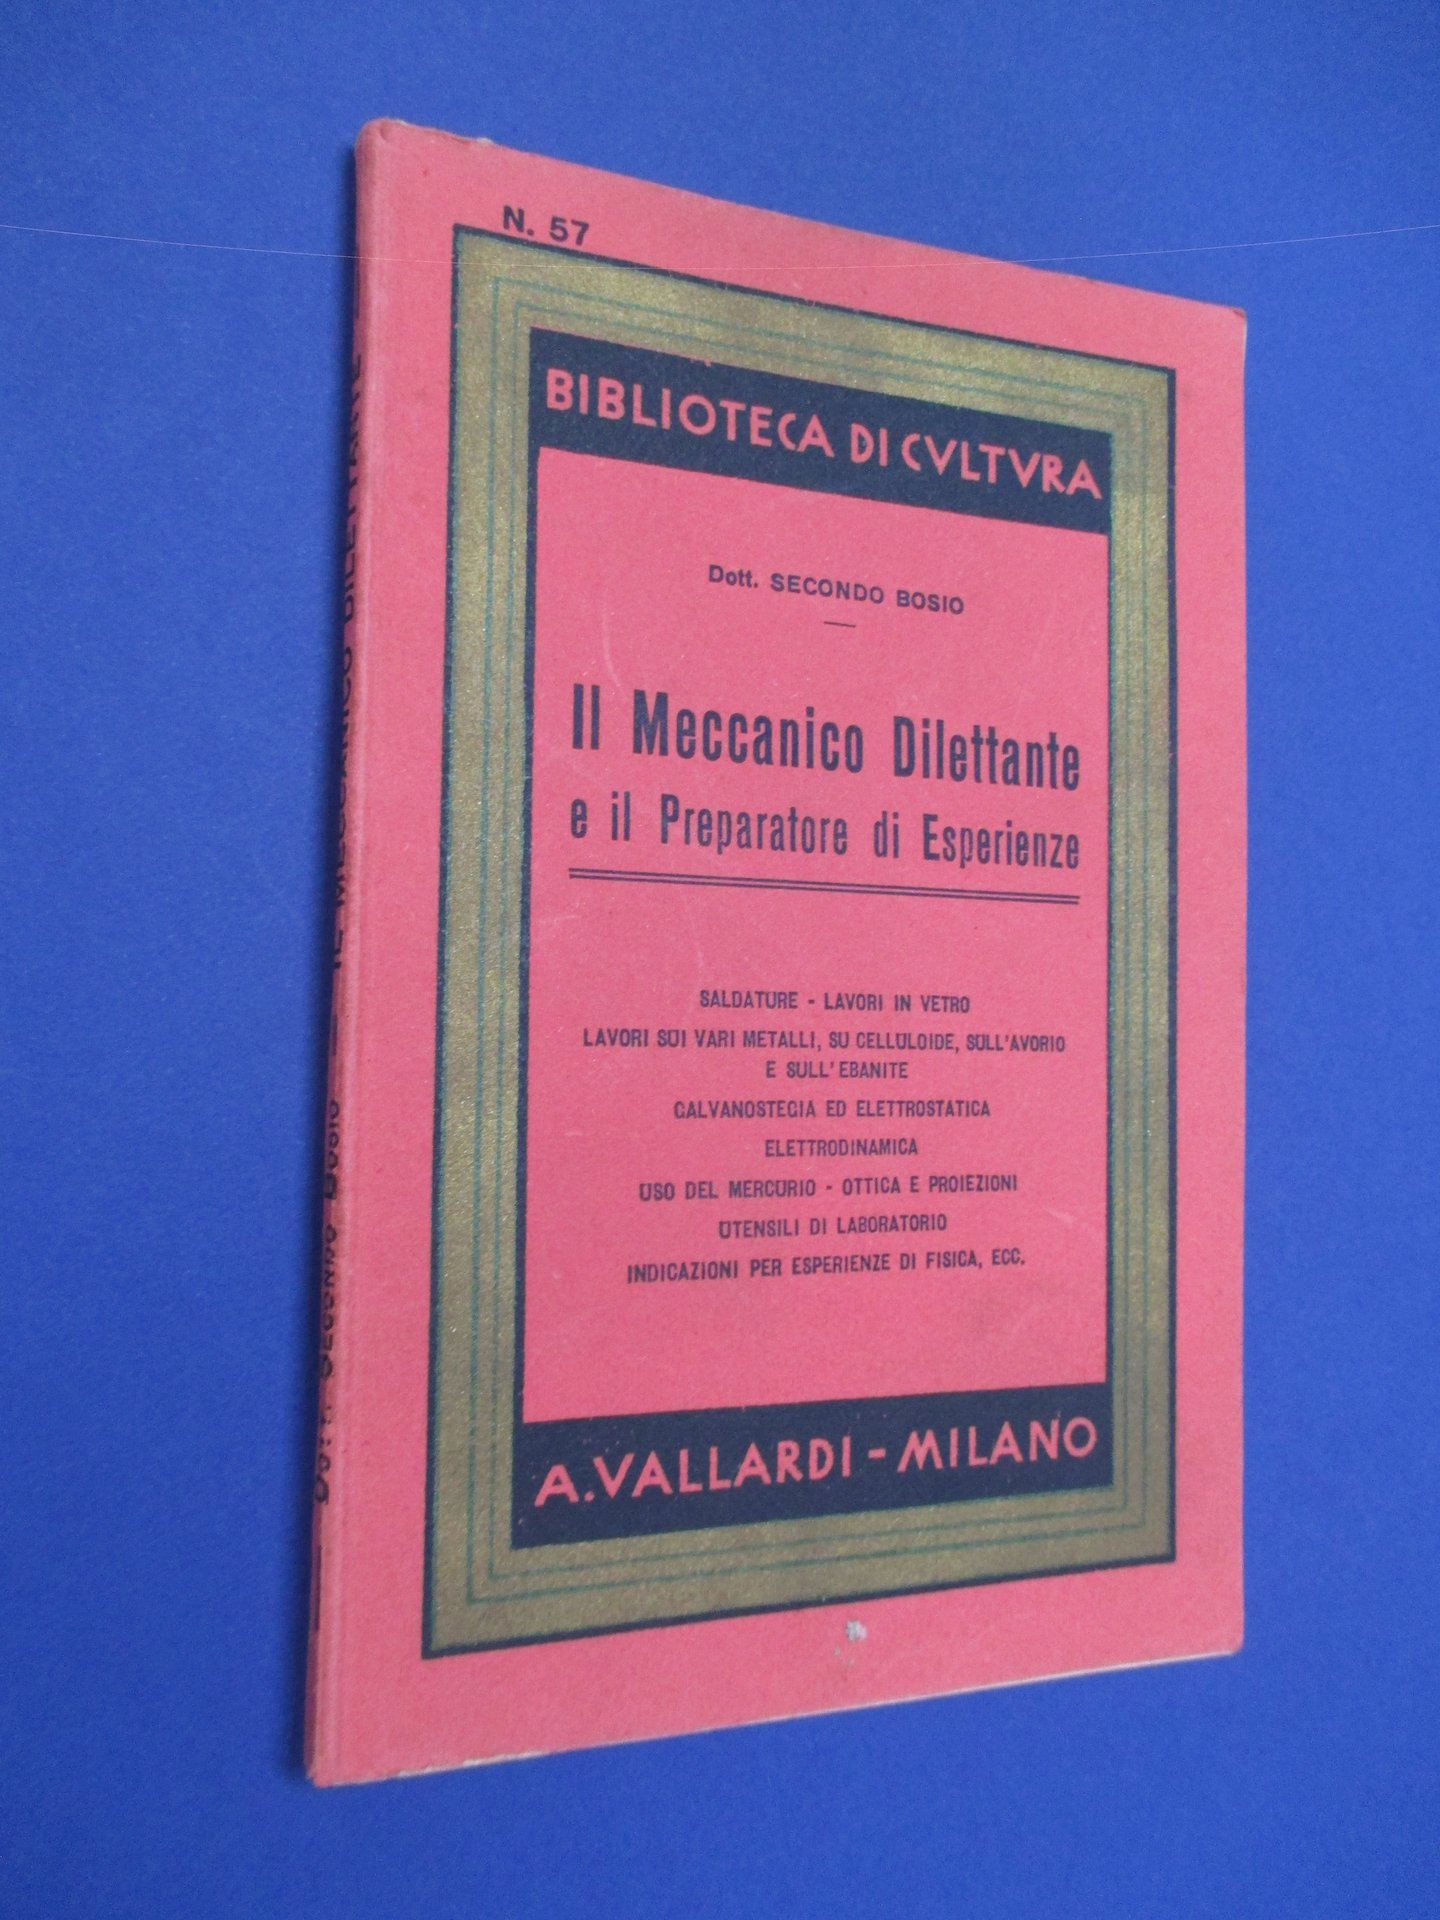 N. 57
BIBLIOTECA DI CVLTVRA
Dott. SECONDO BOSIO
Il Meccanico Dilettante
e il Preparatore di Esperienze
SALDATURE - LAVORI IN VETRO
LAVORI SUI VARI METALLI, SU CELLULOIDE, SULL'AVORIO
E SULL'EBANITE
GALVANOSTEGIA ED ELETTROSTATICA
ELETTRODINAMICA
USO DEL MERCURIO - OTTICA E PROIEZIONI
UTENSILI DI LABORATORIO
INDICAZIONI PER ESPERIENZE DI FISICA, ECC.
A. VALLARDI - MILANO
DOTT. SECONDO BOSIO - IL MECCANICO DILETTANTE